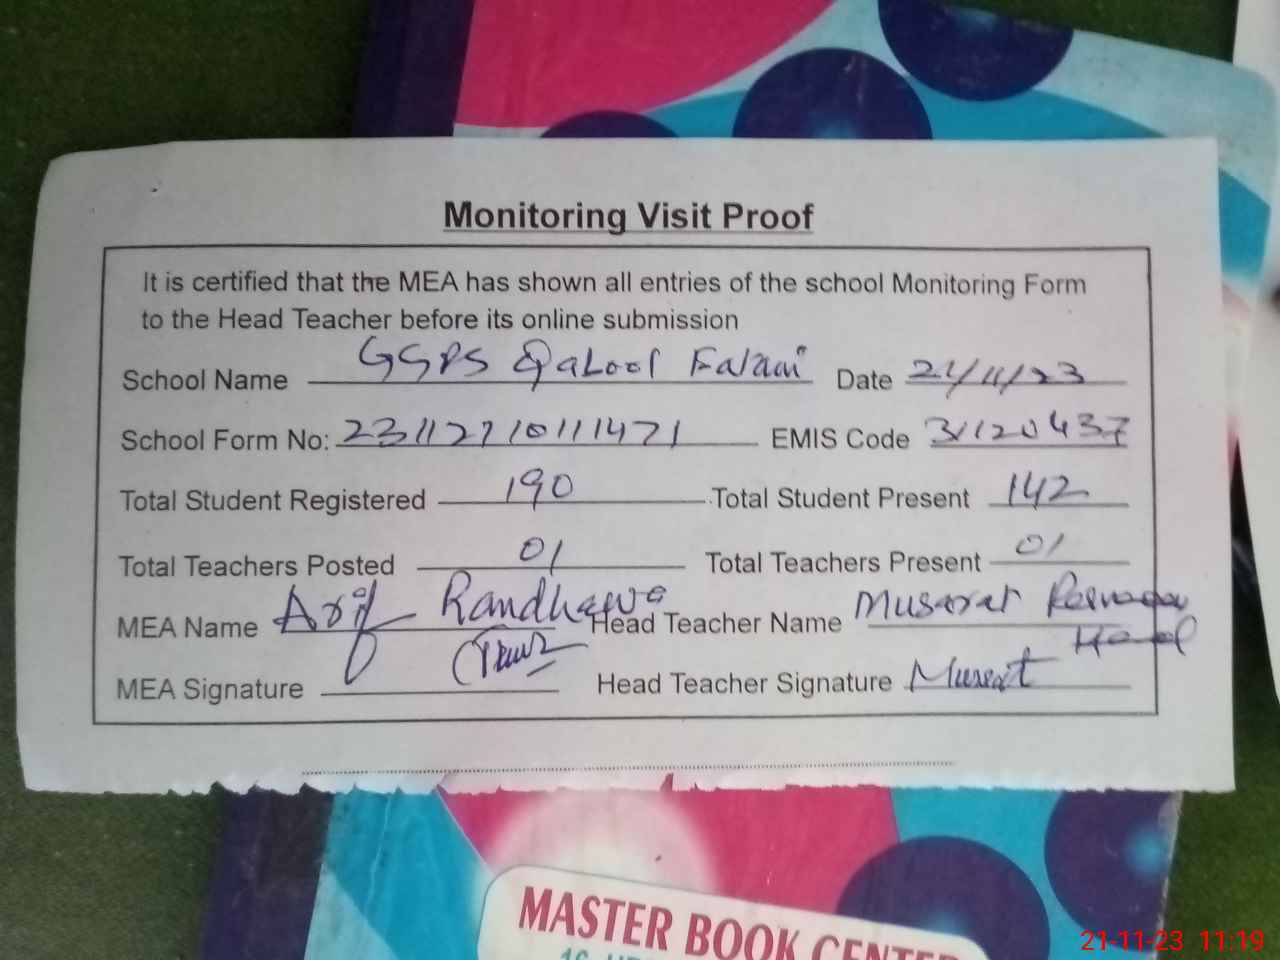 Monitoring Visit Proof
It is certified that the MEA has shown all entries of the school Monitoring Form
to the Head Teacher before its online submission
School Name GSPS Qabool Falani Date 21/11/23
School Form No: 23112710111471 EMIS Code 31120437
Total Student Registered 190 Total Student Present 142
Total Teachers Posted 01 Total Teachers Present 01
MEA Name Arif Randhawa Head Teacher Name Musarat
MEA Signature Head Teacher Signature Musarat
MASTER BOOK CENTER
21-11-23 11:19